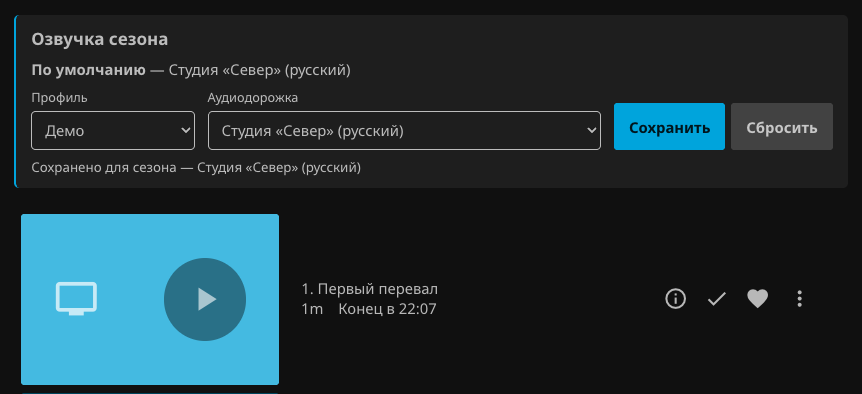 Озвучка сезона
По умолчанию — Студия «Север» (русский)
Профиль
Аудиодорожка
Демо
Студия «Север» (русский)
Сохранить
Сбросить
Сохранено для сезона — Студия «Север» (русский)
1. Первый перевал
1m Конец в 22:07